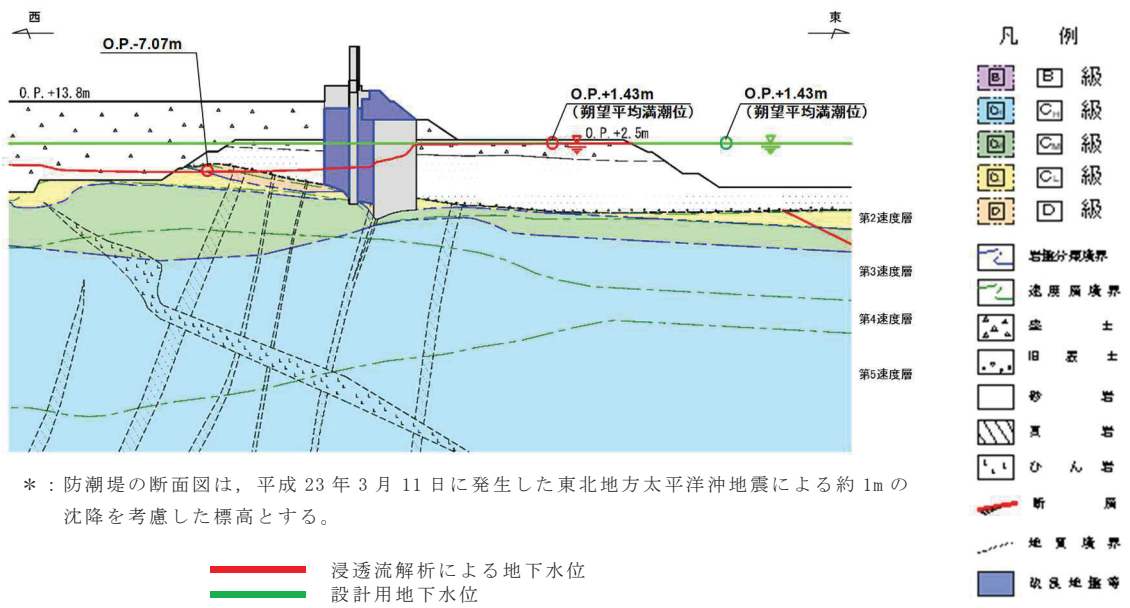 西
東
O.P.-7.07m
O.P.+13.8m
O.P.+1.43m
(朔望平均満潮位)
O.P.+1.43m
(朔望平均満潮位)
O.P.+2.5m
第2速度層
第3速度層
第4速度層
第5速度層
凡 例
B B 級
CH 級
CM 級
CL 級
D D 級
岩盤分類境界
速度層境界
盛 土
旧 表 土
砂 岩
頁 岩
ひ ん 岩
断 層
地 質 境 界
改良地盤等
*:防潮堤の断面図は,平成 23 年 3 月 11 日に発生した東北地方太平洋沖地震による約 1m の
沈降を考慮した標高とする。
浸透流解析による地下水位
設計用地下水位